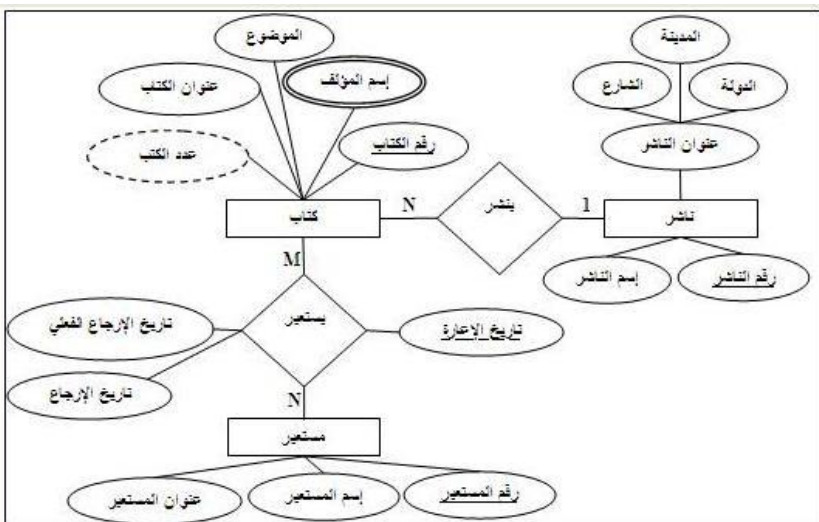 الموضوع
المدينة
عنوان الكتاب
إسم المؤلف
الشارع
الدولة
عدد الكتب
رقم الكتاب
عنوان الناشر
كتاب
N
ينشر
1
ناشر
M
إسم الناشر
رقم الناشر
تاريخ الإرجاع الفعلي
يستعير
تاريخ الإعارة
تاريخ الإرجاع
N
مستعير
عنوان المستعير
إسم المستعير
رقم المستعير